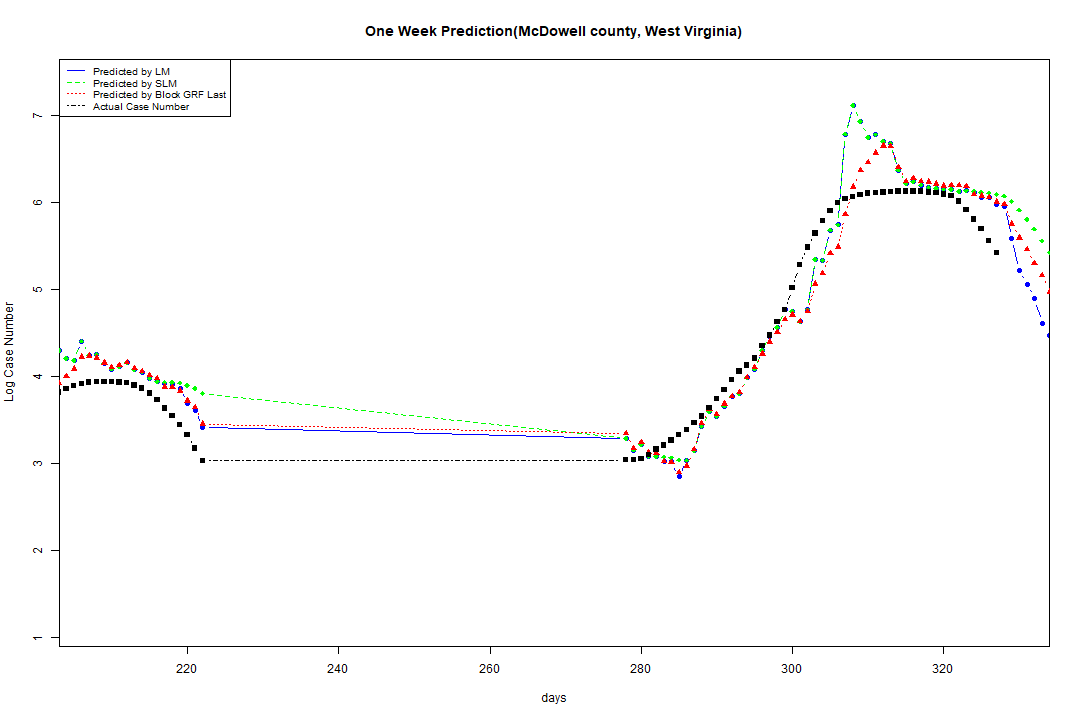 One Week Prediction(McDowell county, West Virginia)
Predicted by LM
Predicted by SLM
Predicted by Block GRF Last
Actual Case Number
7
6
5
4
3
2
1
Log Case Number
220 240 260 280 300 320
days